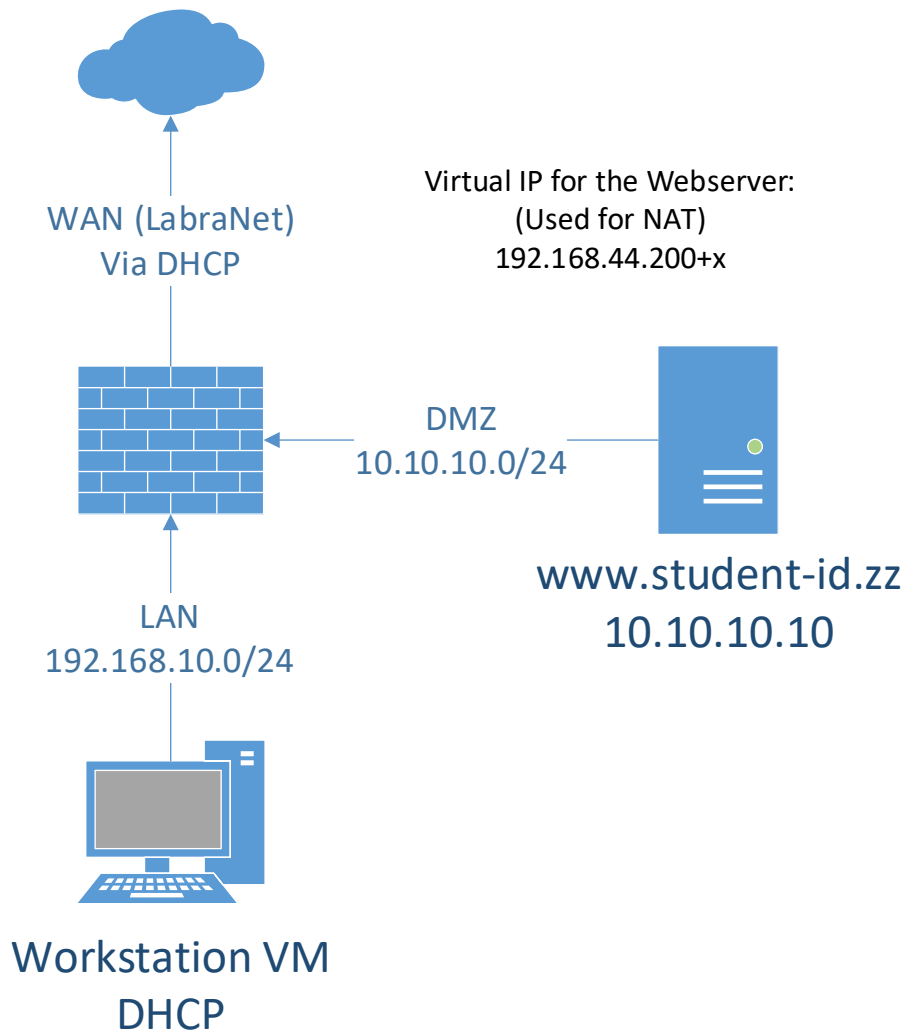 WAN (LabraNet)
Via DHCP
Virtual IP for the Webserver:
(Used for NAT)
192.168.44.200+x
DMZ
10.10.10.0/24
www.student-id.zz
10.10.10.10
LAN
192.168.10.0/24
Workstation VM
DHCP